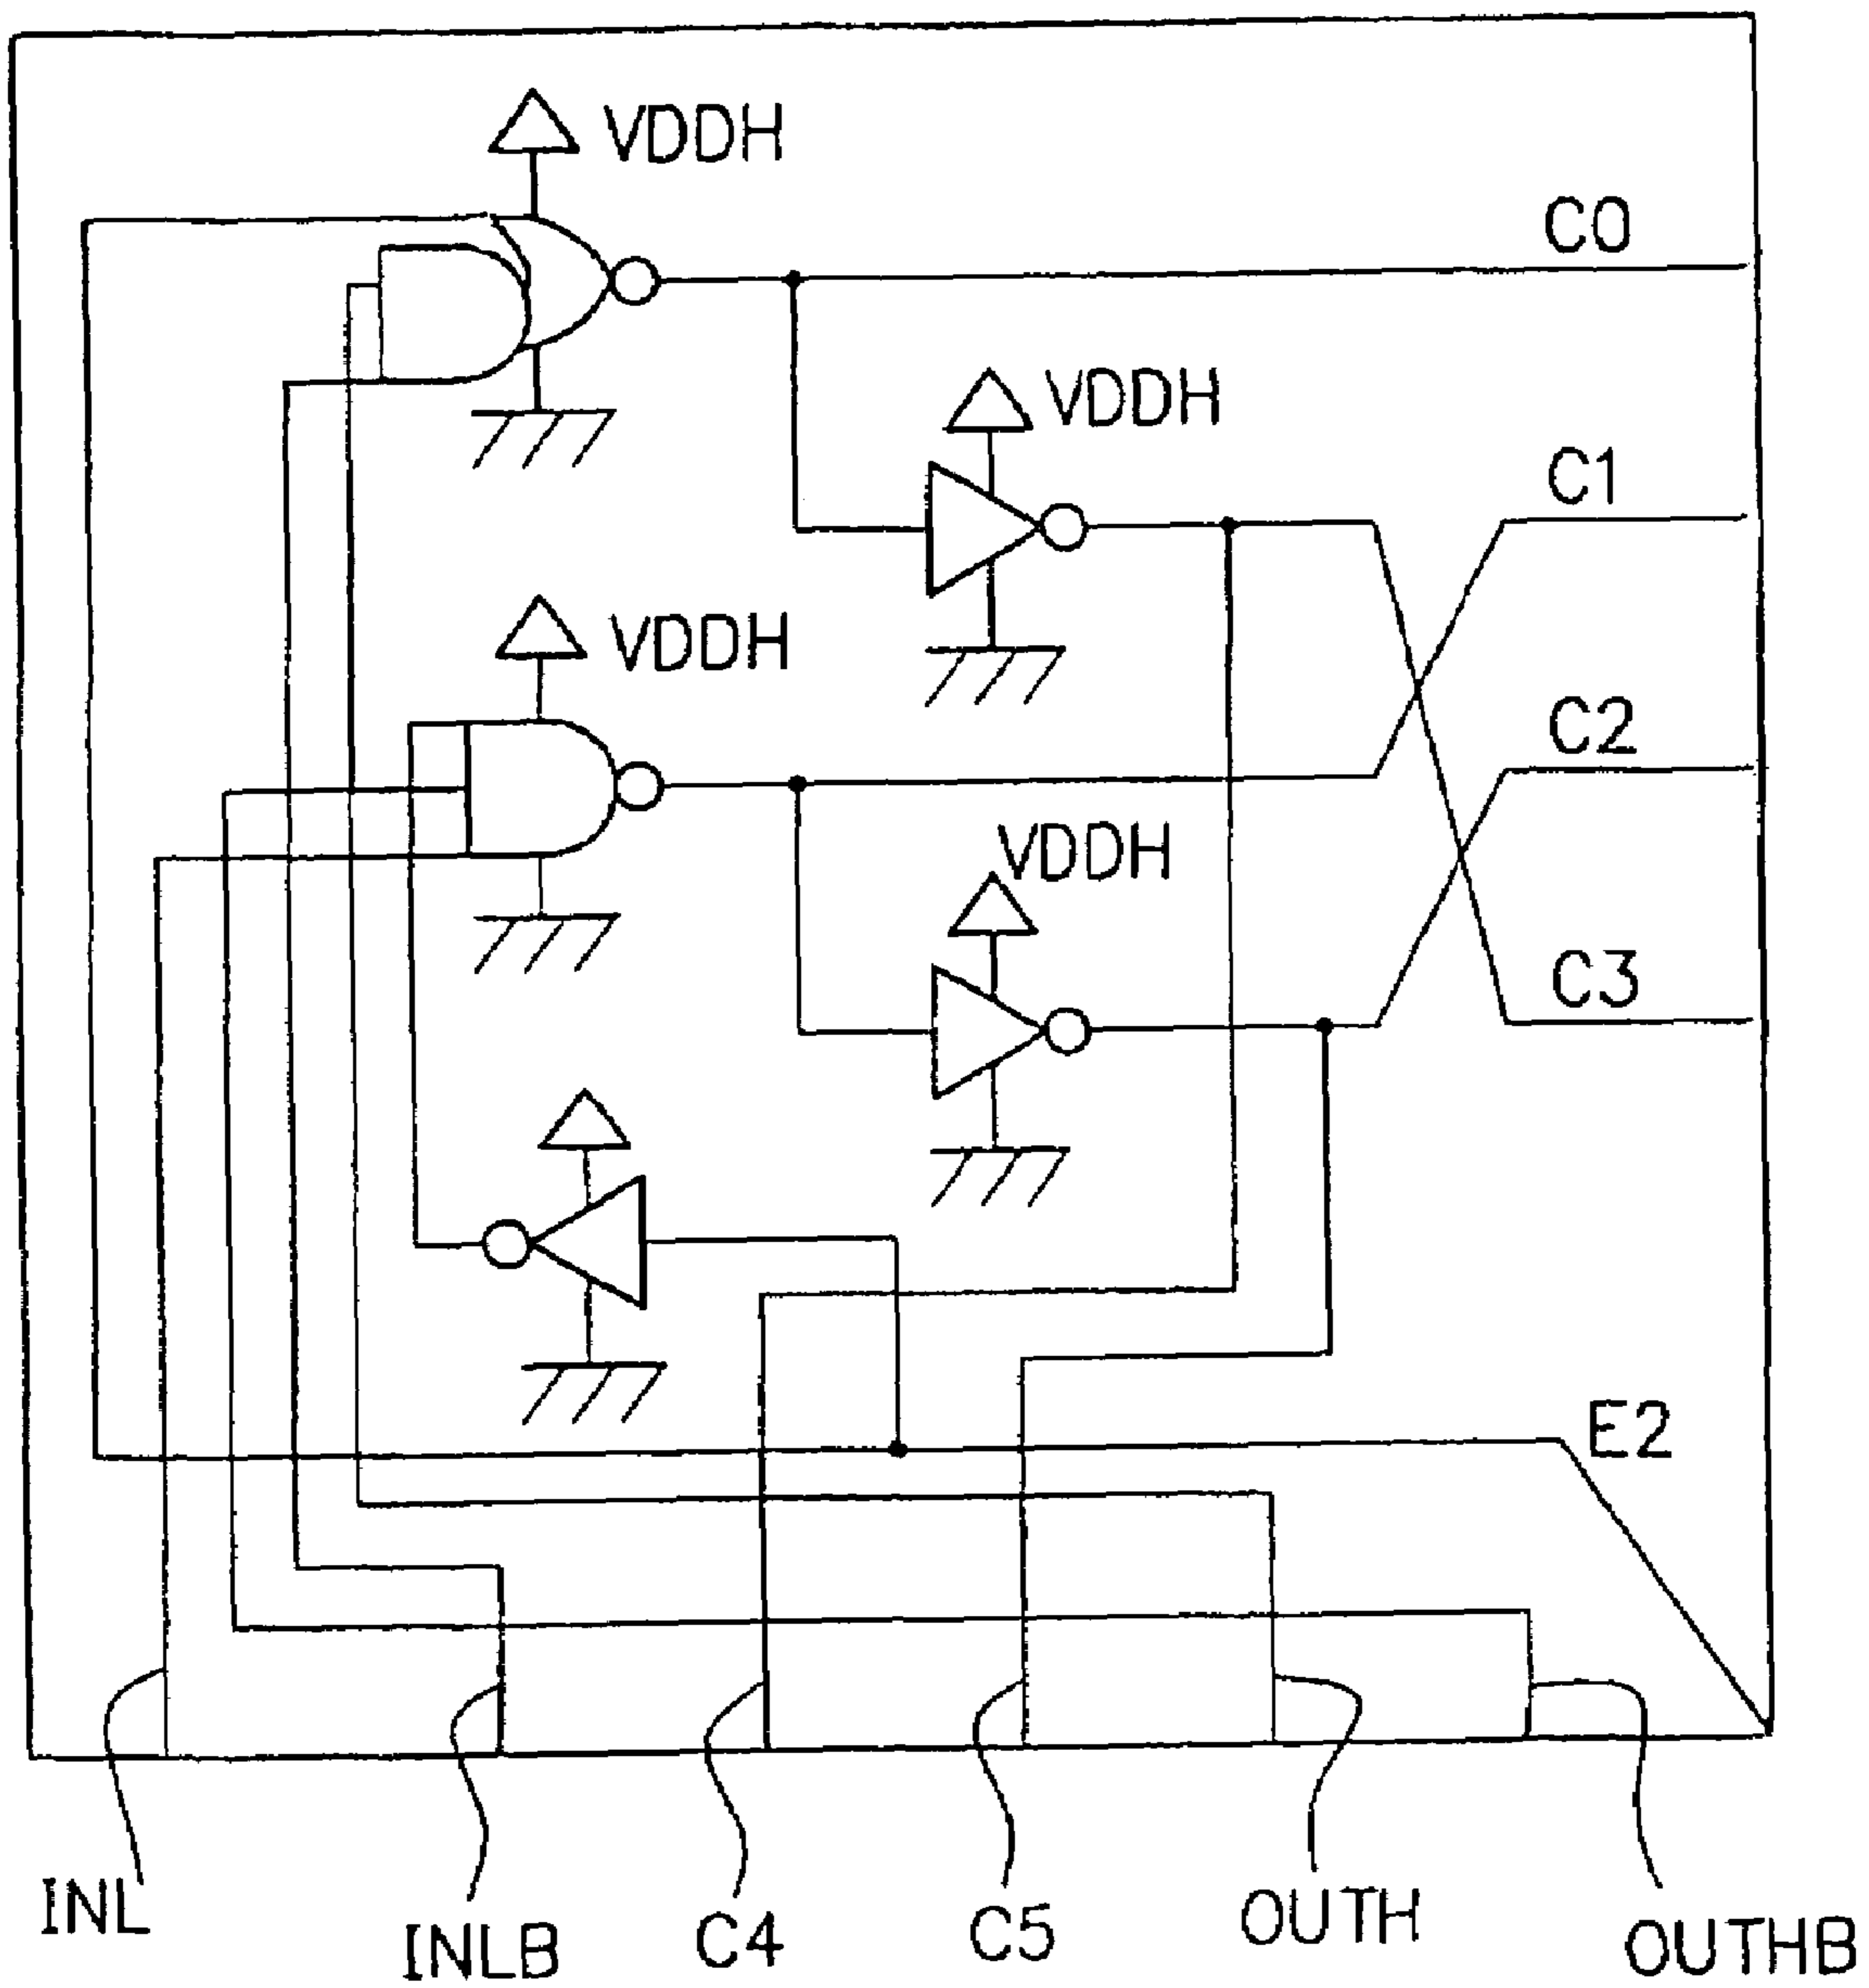 VDDH
C0
VDDH
C1
VDDH
C2
VDDH
C3
E2
INL
INLB
C4
C5
OUTH
OUTHB